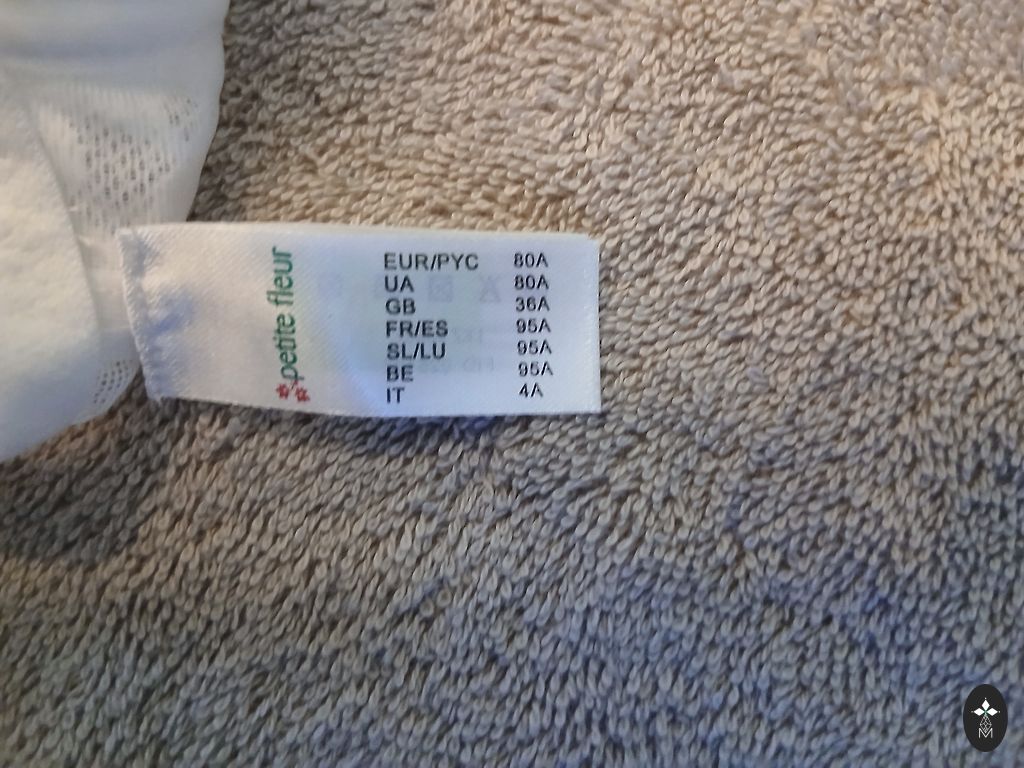 petite fleur
EUR/PYC 80A
UA 80A
GB 36A
FR/ES 95A
SL/LU 95A
BE 95A
IT 4A
M